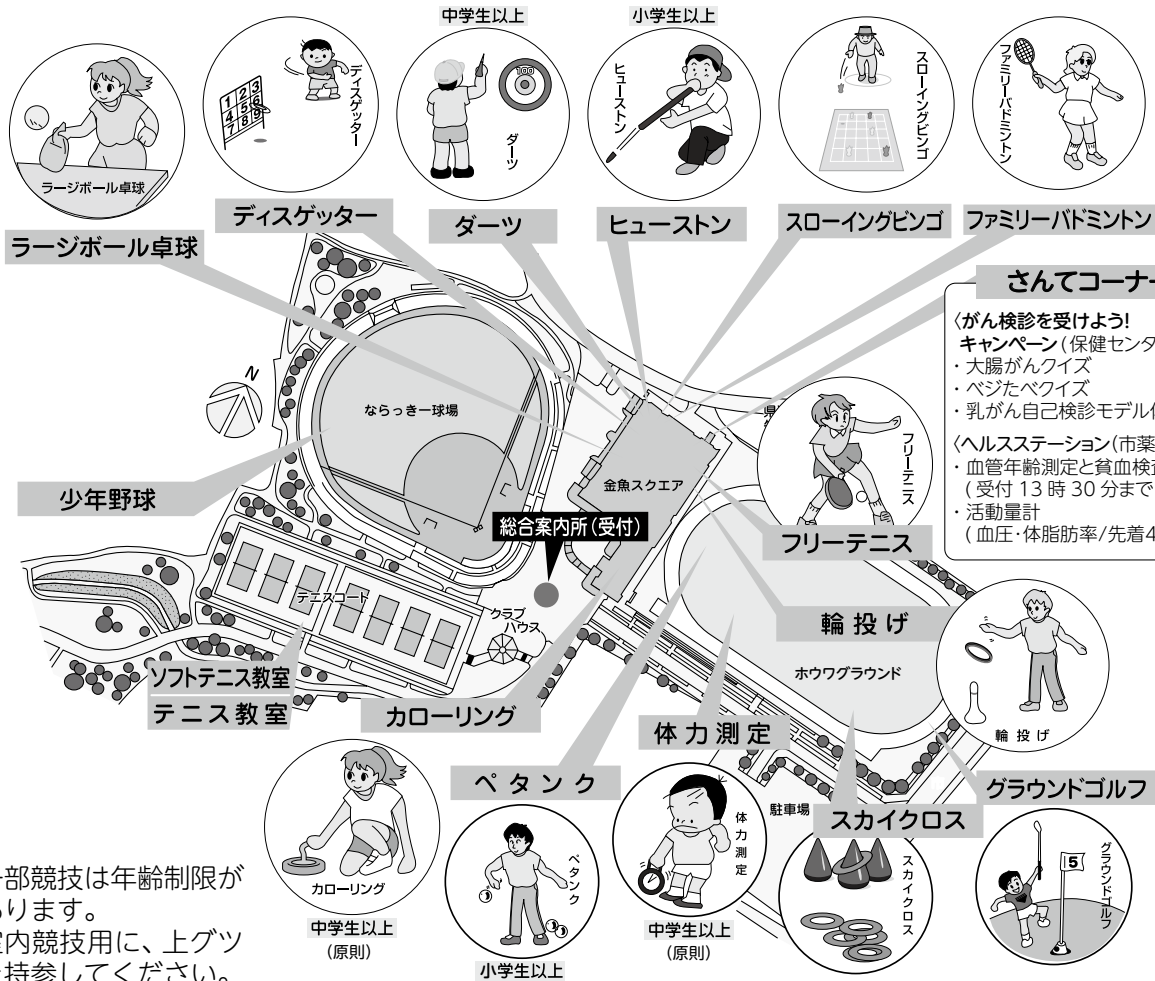 中学生以上
小学生以上
ラージボール卓球
ディスゲッター
1 2 3
4 5 6
7 8 9
100
ダーツ
ヒューストン
スローイングビンゴ
ファミリーバドミントン
ディスゲッター
ダーツ
ヒューストン
スローイングビンゴ
ファミリーバドミントン
ラージボール卓球
さんてコーナー
〈がん検診を受けよう!
キャンペーン(保健センタ
・大腸がんクイズ
・ベジたべクイズ
・乳がん自己検診モデル
〈ヘルスステーション(市薬
・血管年齢測定と貧血検査
(受付13時30分まで
・活動量計
(血圧・体脂肪率/先着4
N
ならっきー球場
県
金魚スクエア
フリーテニス
少年野球
総合案内所(受付)
フリーテニス
テニスコート
クラブ
ハウス
輪投げ
ホウワグラウンド
輪投げ
ソフトテニス教室
テニス教室
カローリング
体力測定
ペタンク
グラウンドゴルフ
駐車場
スカイクロス
カローリング
中学生以上
(原則)
ペタンク
小学生以上
体力測定
中学生以上
(原則)
スカイクロス
5
グラウンドゴルフ
部競技は年齢制限が
ります。
内競技用に、上グツ
持参してください。